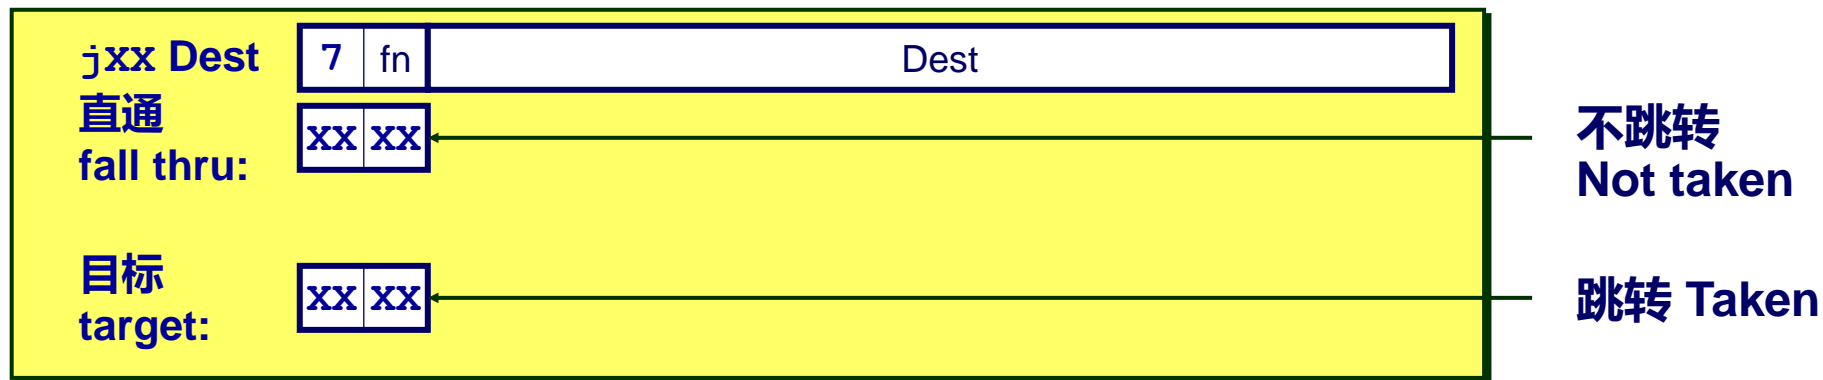 jXX Dest 7 fn Dest
直通
fall thru: XX XX
不跳转
Not taken
目标
target: XX XX
跳转 Taken